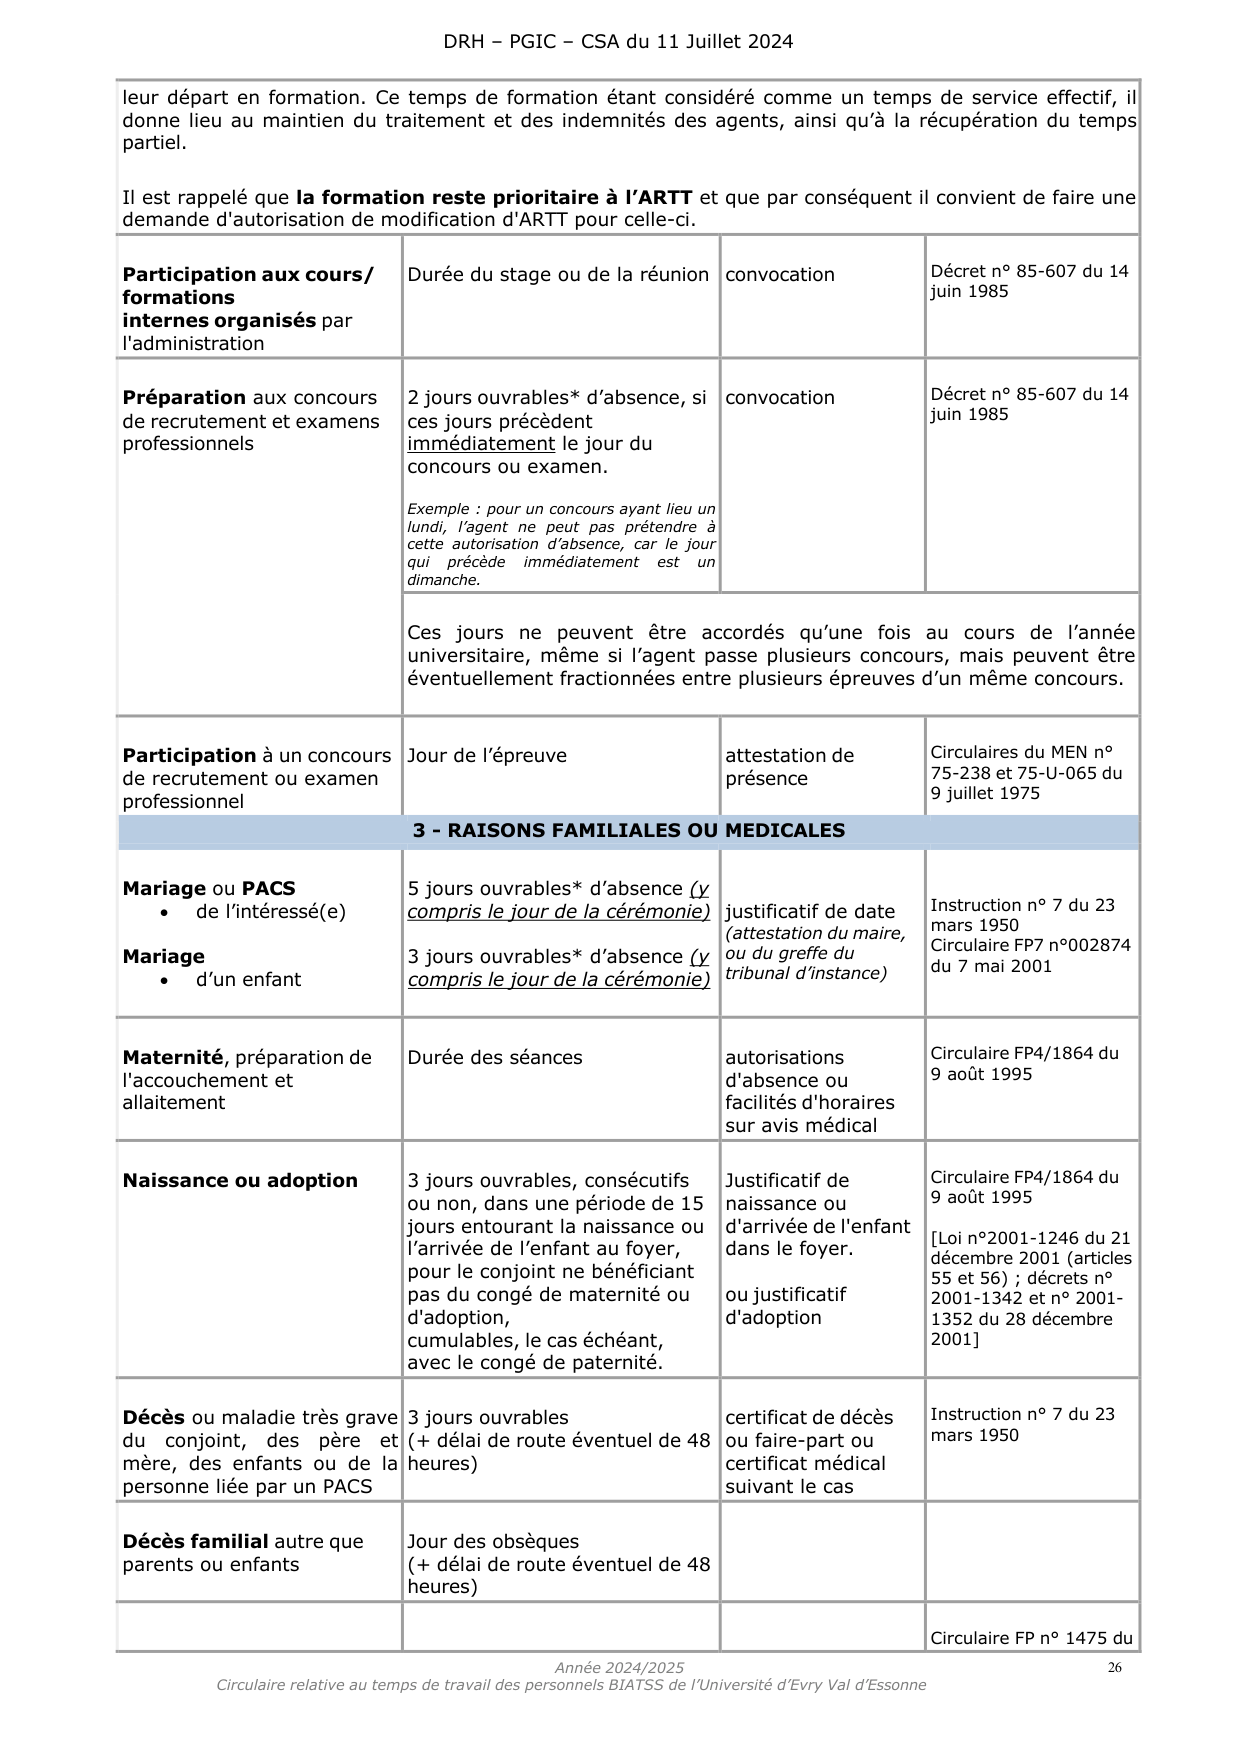 DRH – PGIC – CSA du 11 Juillet 2024
leur départ en formation. Ce temps de formation étant considéré comme un temps de service effectif, il
donne lieu au maintien du traitement et des indemnités des agents, ainsi qu’à la récupération du temps
partiel.
Il est rappelé que la formation reste prioritaire à l’ARTT et que par conséquent il convient de faire une
demande d'autorisation de modification d'ARTT pour celle-ci.
Participation aux cours/
formations
internes organisés par
l'administration
Durée du stage ou de la réunion
convocation
Décret n° 85-607 du 14
juin 1985
Préparation aux concours
de recrutement et examens
professionnels
2 jours ouvrables* d’absence, si
ces jours précèdent
immédiatement le jour du
concours ou examen.
Exemple : pour un concours ayant lieu un
lundi, l’agent ne peut pas prétendre à
cette autorisation d’absence, car le jour
qui précède immédiatement est un
dimanche.
convocation
Décret n° 85-607 du 14
juin 1985
Ces jours ne peuvent être accordés qu’une fois au cours de l’année
universitaire, même si l’agent passe plusieurs concours, mais peuvent être
éventuellement fractionnées entre plusieurs épreuves d’un même concours.
Participation à un concours
de recrutement ou examen
professionnel
Jour de l’épreuve
attestation de
présence
Circulaires du MEN n°
75-238 et 75-U-065 du
9 juillet 1975
3 - RAISONS FAMILIALES OU MEDICALES
Mariage ou PACS
• de l’intéressé(e)
Mariage
• d’un enfant
5 jours ouvrables* d’absence (y
compris le jour de la cérémonie)
3 jours ouvrables* d’absence (y
compris le jour de la cérémonie)
justificatif de date
(attestation du maire,
ou du greffe du
tribunal d’instance)
Instruction n° 7 du 23
mars 1950
Circulaire FP7 n°002874
du 7 mai 2001
Maternité, préparation de
l'accouchement et
allaitement
Durée des séances
autorisations
d'absence ou
facilités d'horaires
sur avis médical
Circulaire FP4/1864 du
9 août 1995
Naissance ou adoption
3 jours ouvrables, consécutifs
ou non, dans une période de 15
jours entourant la naissance ou
l’arrivée de l’enfant au foyer,
pour le conjoint ne bénéficiant
pas du congé de maternité ou
d'adoption,
cumulables, le cas échéant,
avec le congé de paternité.
Justificatif de
naissance ou
d'arrivée de l'enfant
dans le foyer.
ou justificatif
d'adoption
Circulaire FP4/1864 du
9 août 1995
[Loi n°2001-1246 du 21
décembre 2001 (articles
55 et 56) ; décrets n°
2001-1342 et n° 2001-
1352 du 28 décembre
2001]
Décès ou maladie très grave
du conjoint, des père et
mère, des enfants ou de la
personne liée par un PACS
3 jours ouvrables
(+ délai de route éventuel de 48
heures)
certificat de décès
ou faire-part ou
certificat médical
suivant le cas
Instruction n° 7 du 23
mars 1950
Décès familial autre que
parents ou enfants
Jour des obsèques
(+ délai de route éventuel de 48
heures)
Circulaire FP n° 1475 du
Année 2024/2025
26
Circulaire relative au temps de travail des personnels BIATSS de l’Université d’Evry Val d’Essonne